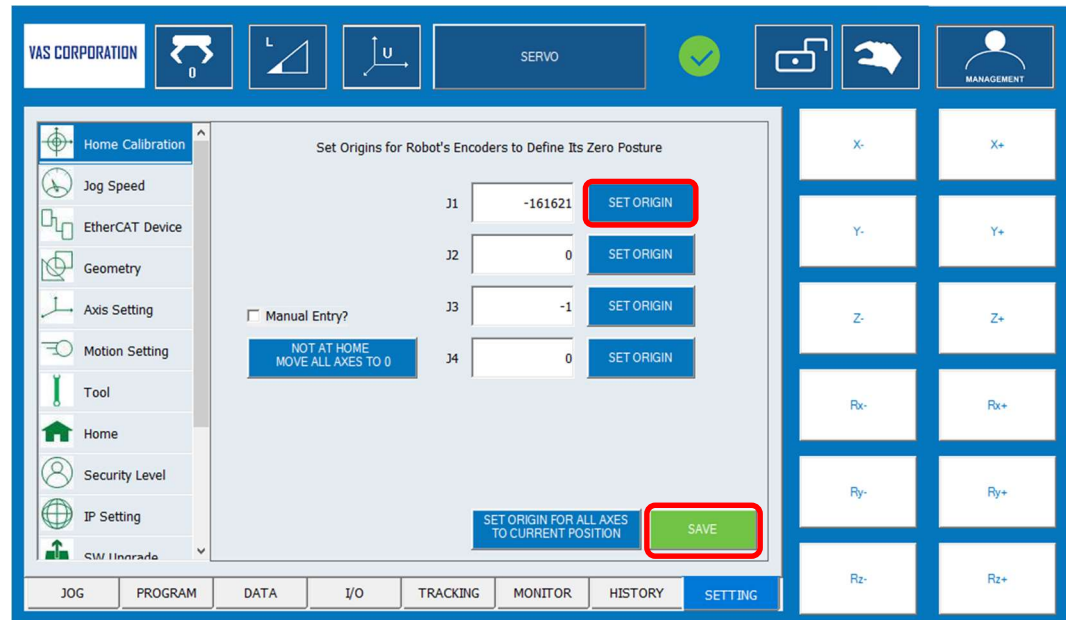 VAS CORPORATION
0
L
U
SERVO
MANAGEMENT
Home Calibration
Jog Speed
EtherCAT Device
Geometry
Axis Setting
Motion Setting
Tool
Home
Security Level
IP Setting
SW Upgrade
Set Origins for Robot's Encoders to Define Its Zero Posture
J1 -161621 SET ORIGIN
J2 0 SET ORIGIN
J3 -1 SET ORIGIN
J4 0 SET ORIGIN
Manual Entry?
NOT AT HOME
MOVE ALL AXES TO 0
SET ORIGIN FOR ALL AXES
TO CURRENT POSITION
SAVE
X- X+
Y- Y+
Z- Z+
Rx- Rx+
Ry- Ry+
Rz- Rz+
JOG PROGRAM DATA I/O TRACKING MONITOR HISTORY SETTING